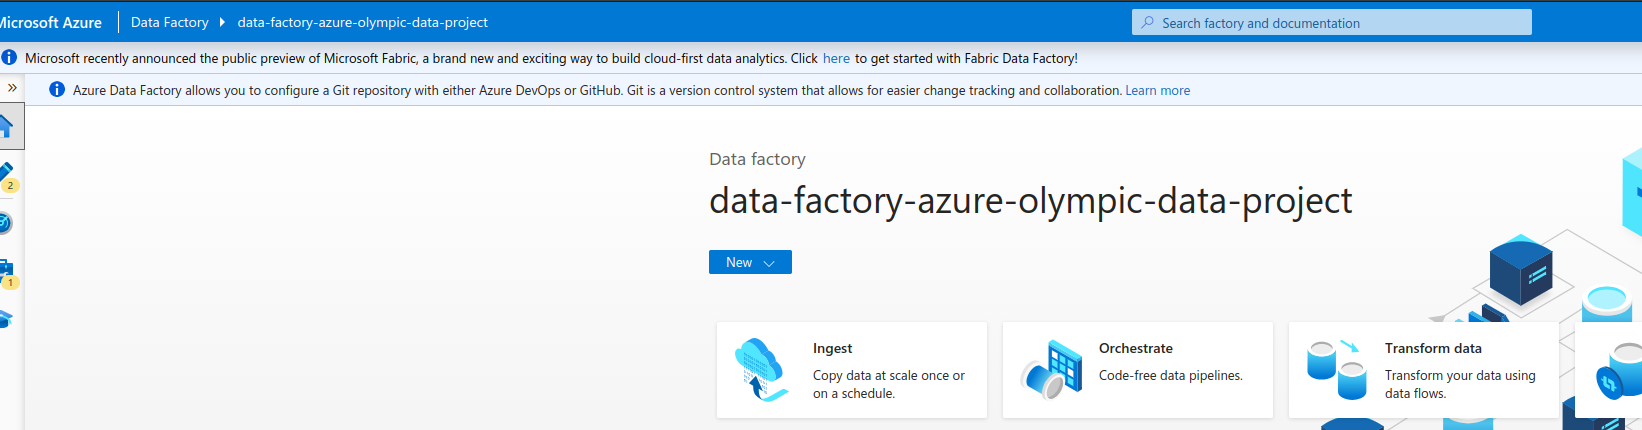 Microsoft Azure
Data Factory
data-factory-azure-olympic-data-project
Search factory and documentation
Microsoft recently announced the public preview of Microsoft Fabric, a brand new and exciting way to build cloud-first data analytics. Click here to get started with Fabric Data Factory!
Azure Data Factory allows you to configure a Git repository with either Azure DevOps or GitHub. Git is a version control system that allows for easier change tracking and collaboration. Learn more
2
1
Data factory
data-factory-azure-olympic-data-project
New
Ingest
Copy data at scale once or
on a schedule.
Orchestrate
Code-free data pipelines.
Transform data
Transform your data using
data flows.